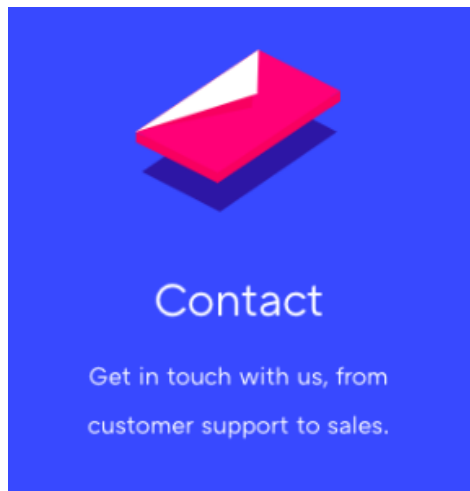 Contact
Get in touch with us, from
customer support to sales.